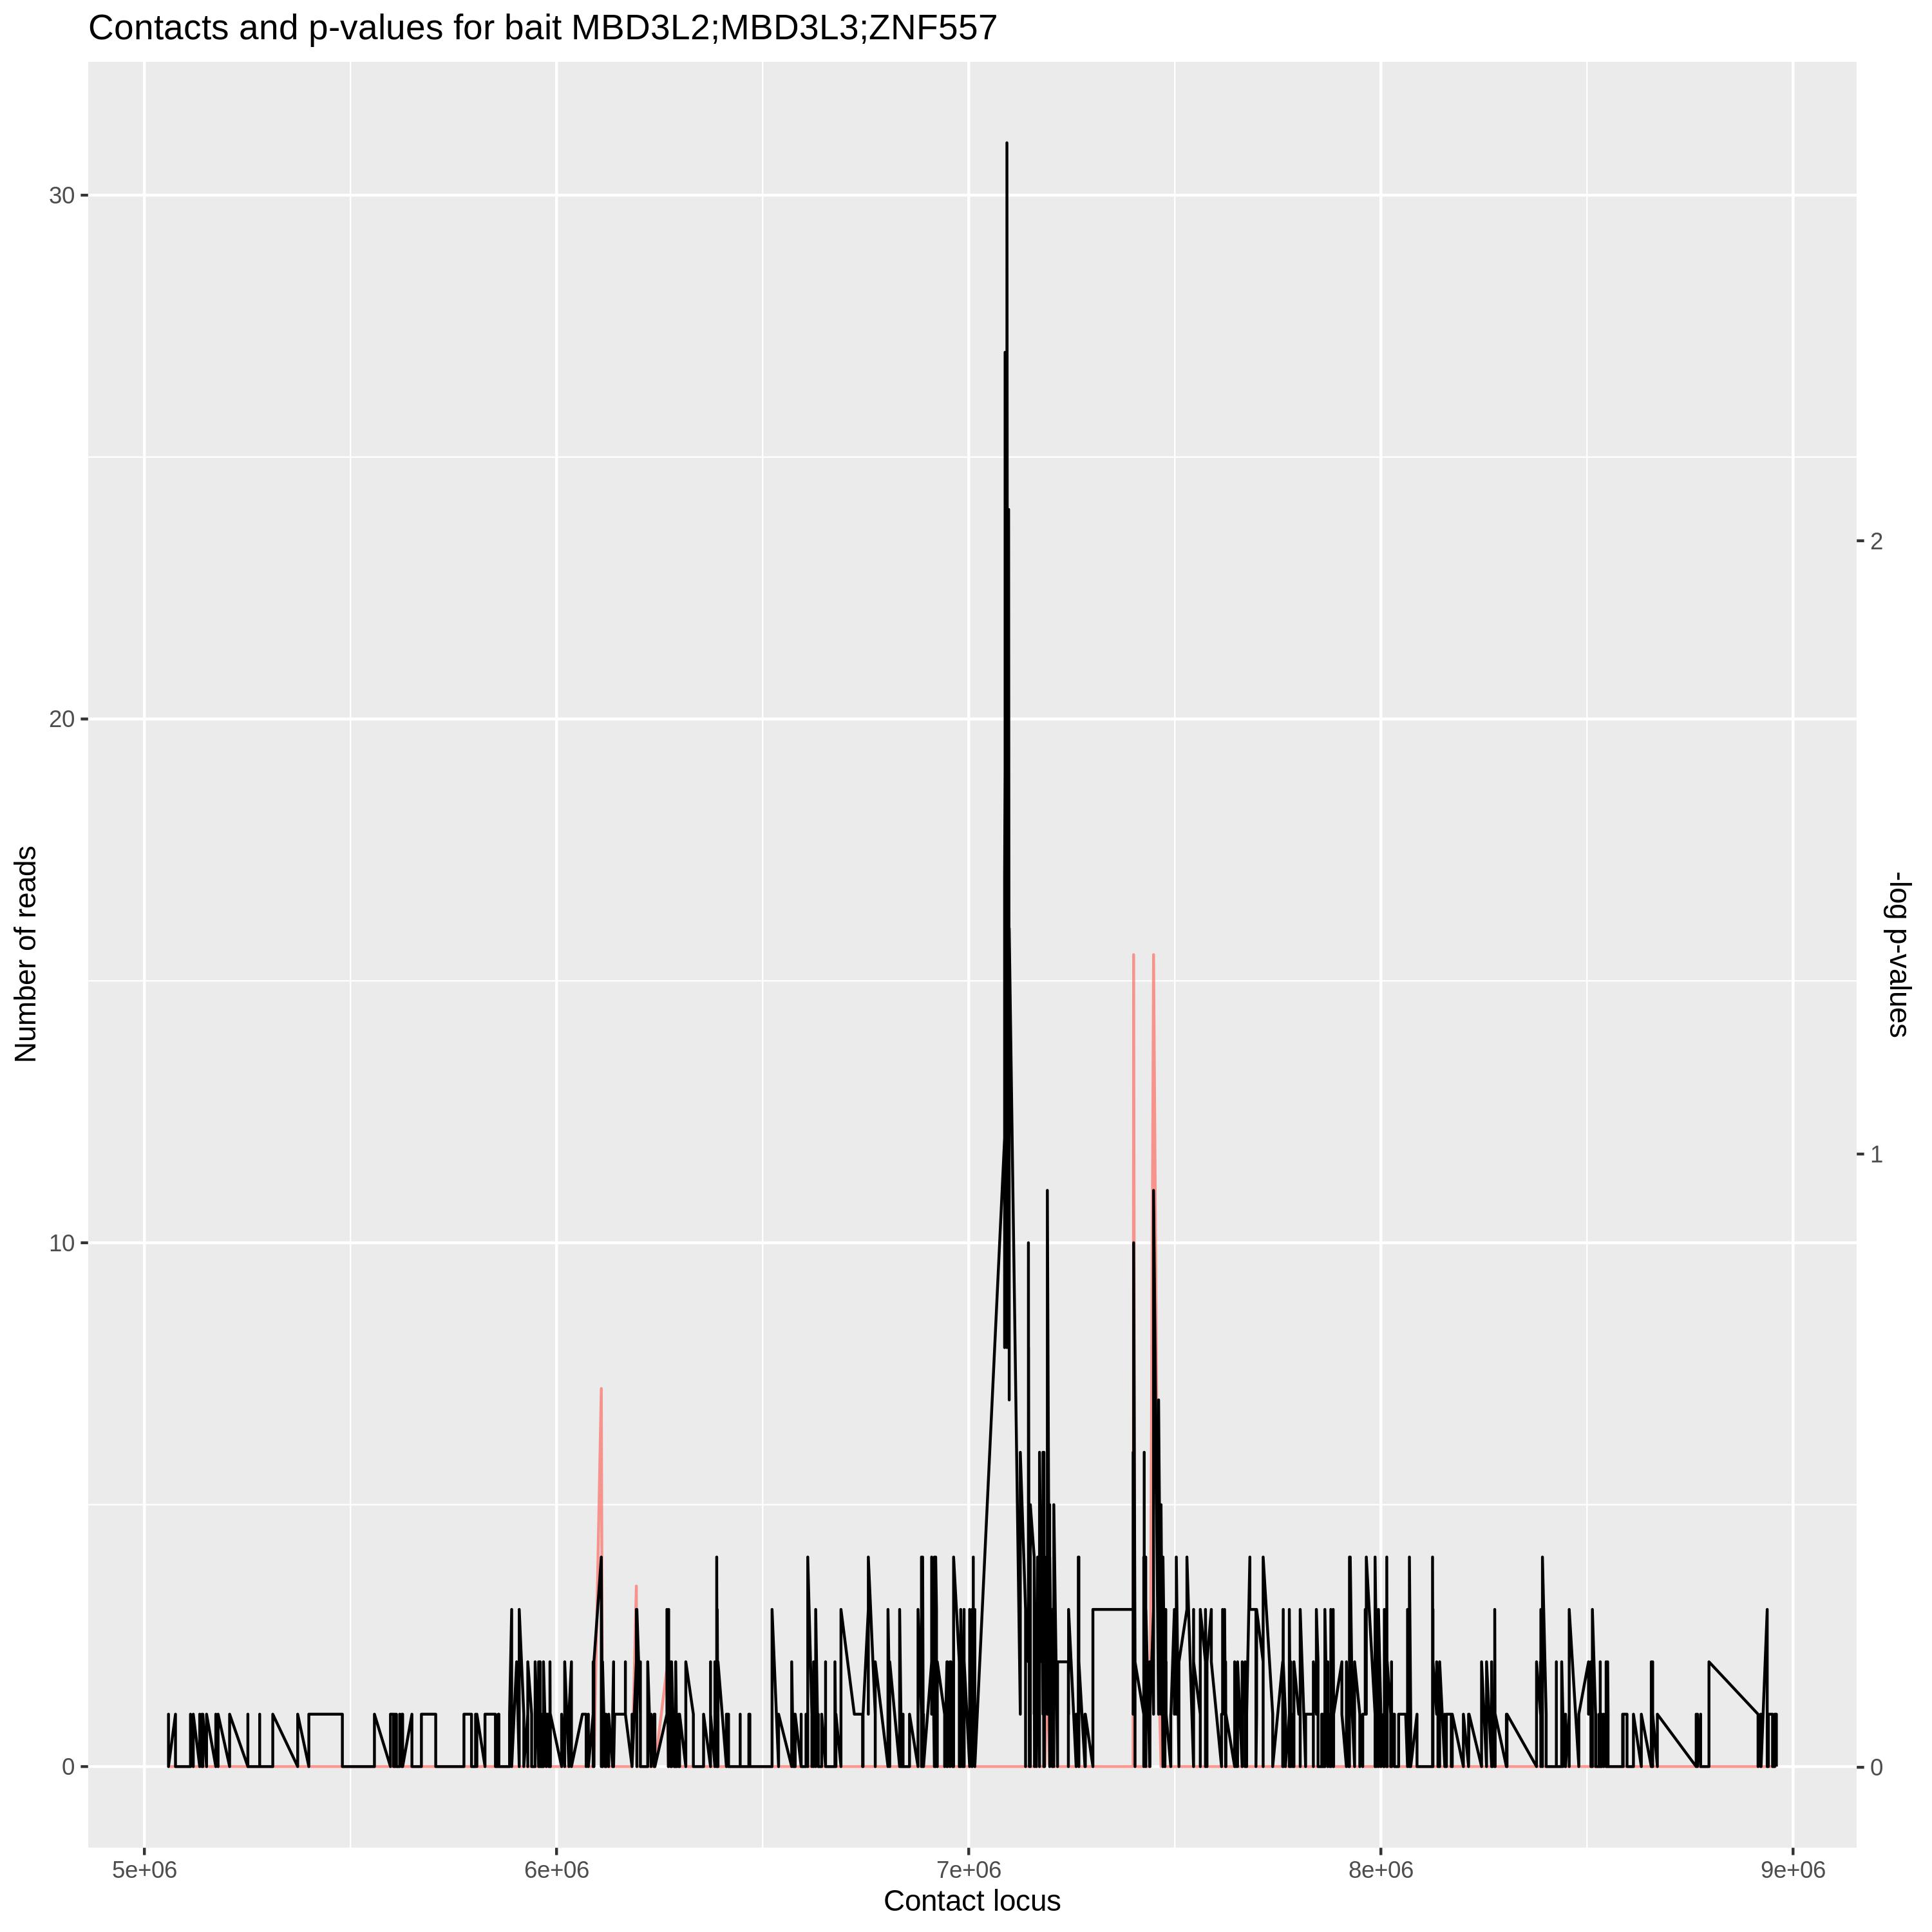 Contacts and p-values for bait MBD3L2;MBD3L3;ZNF557
30
20
10
0
Number of reads
2
1
0
-log p-values
5e+06
6e+06
7e+06
8e+06
9e+06
Contact locus